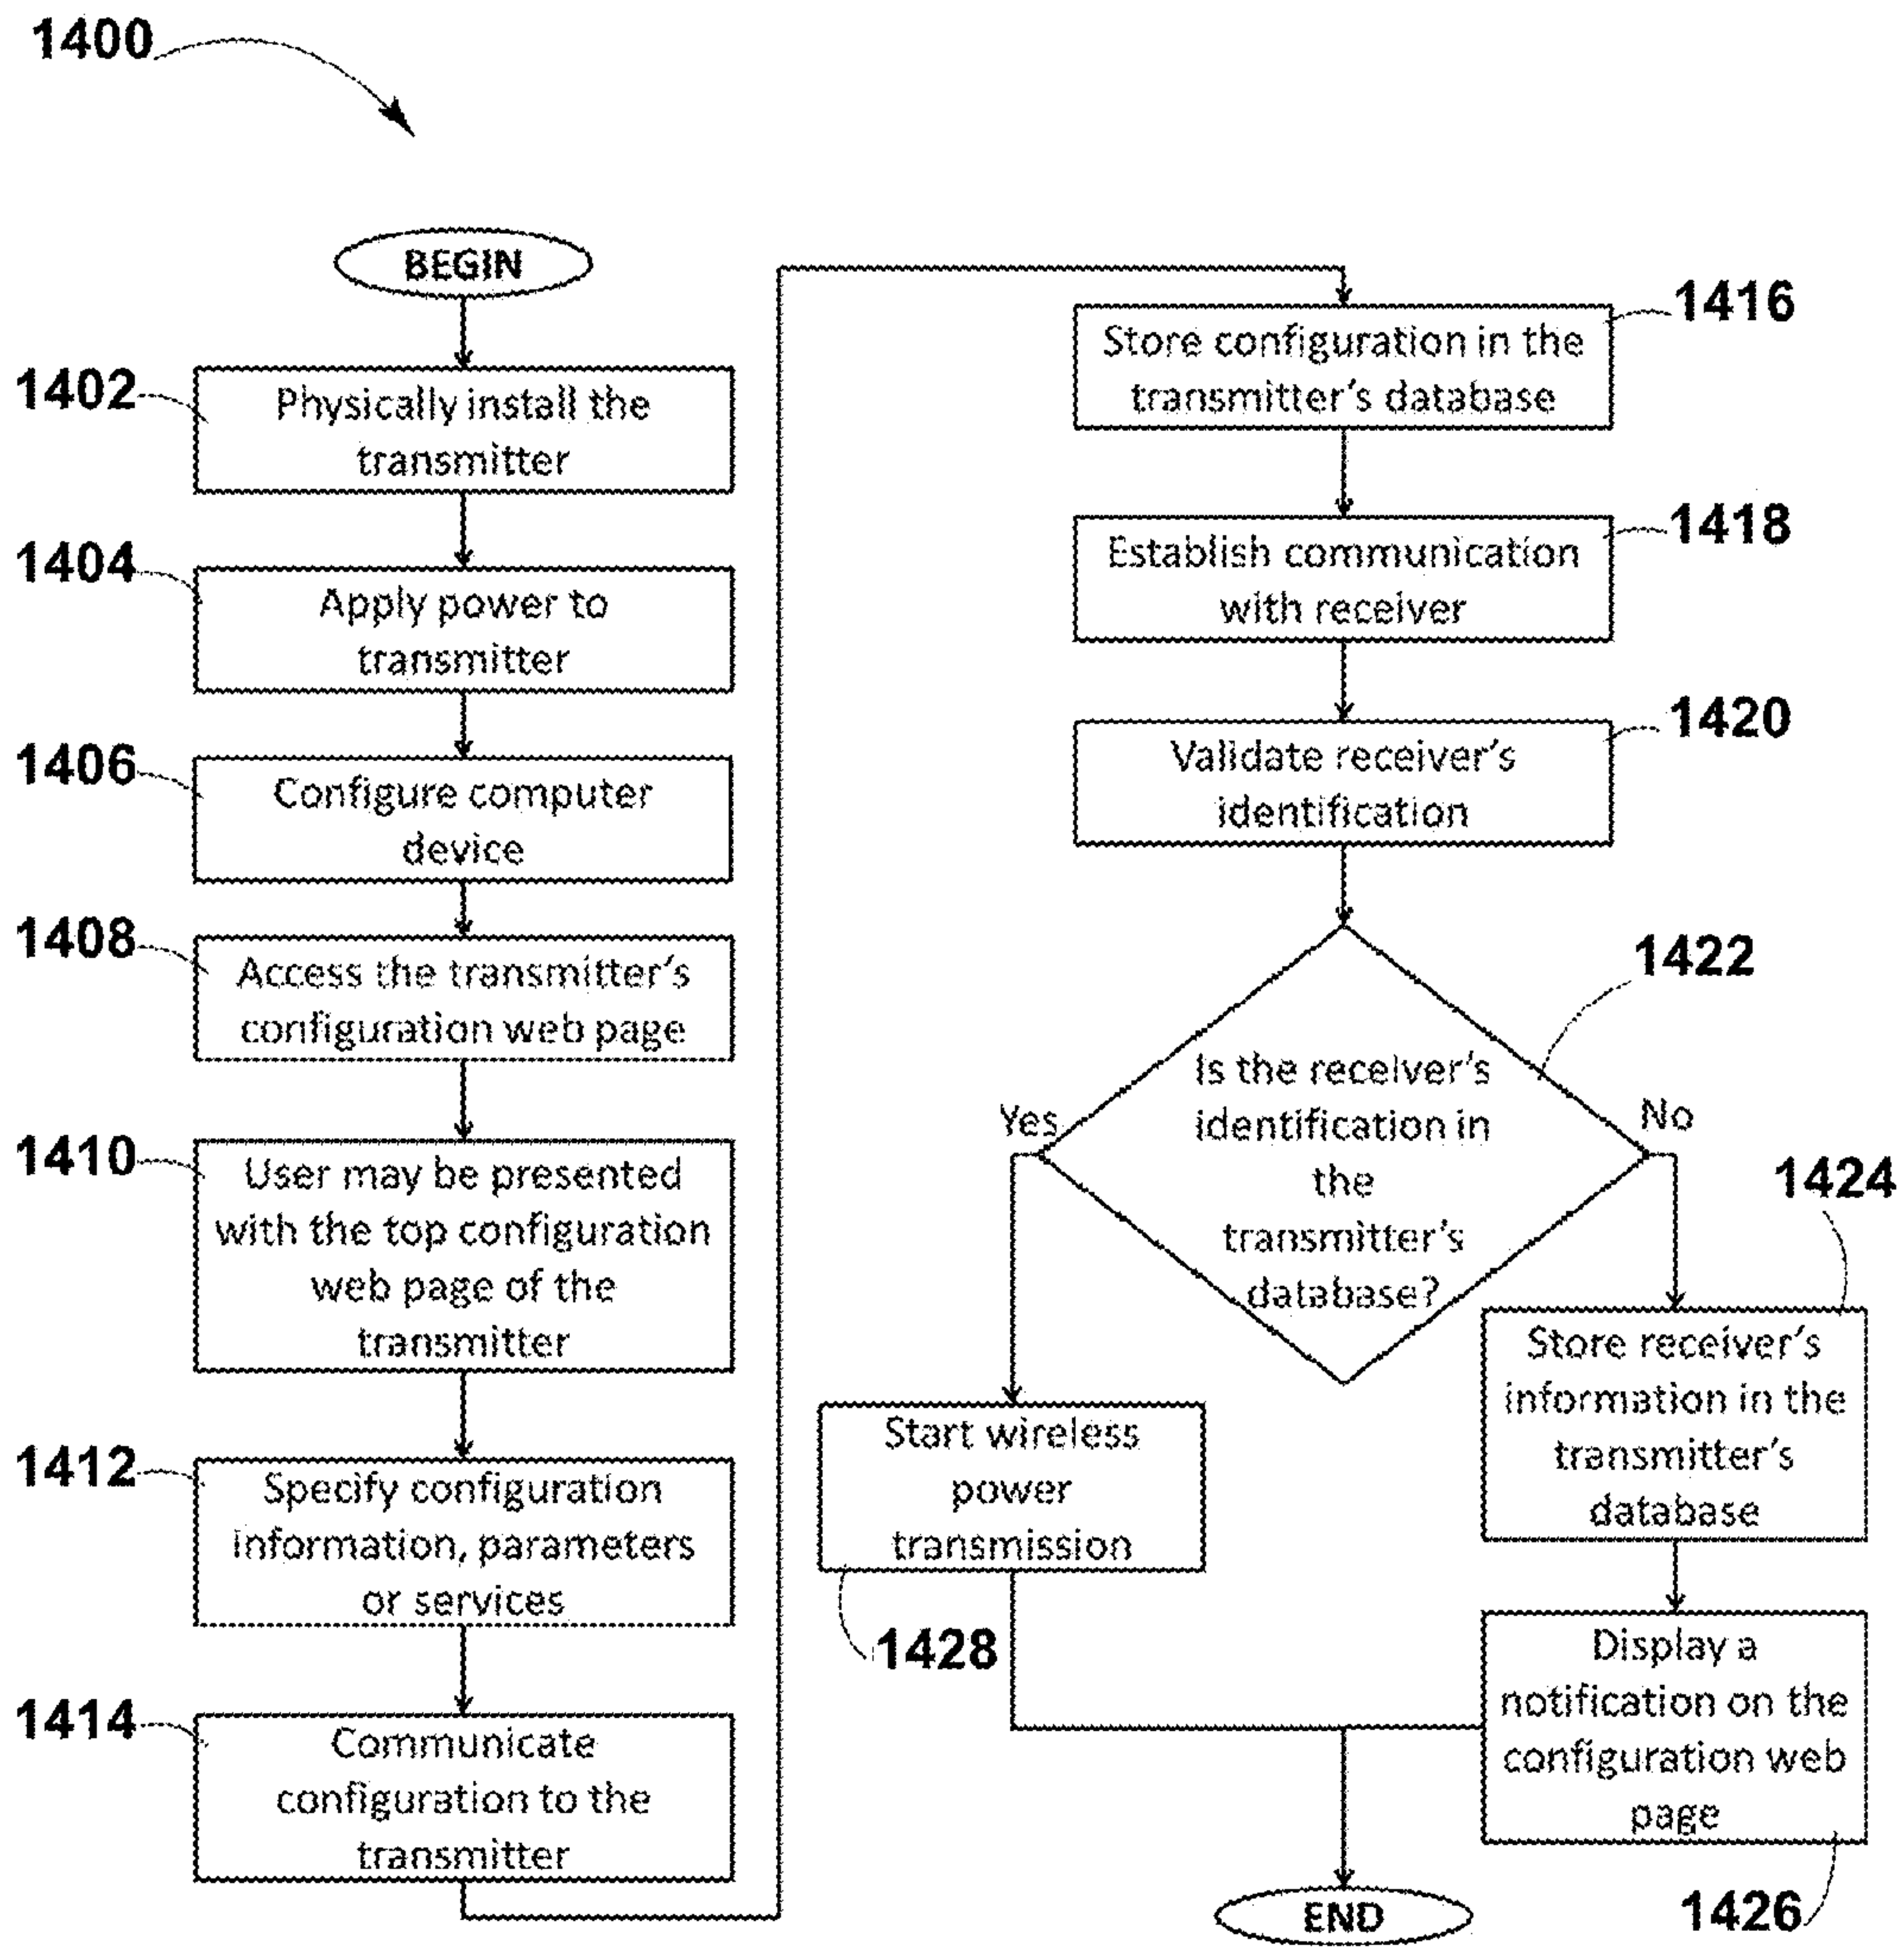 1400
BEGIN
1402
Physically install the
transmitter
1404
Apply power to
transmitter
1406
Configure computer
device
1408
Access the transmitter's
configuration web page
1410
User may be presented
with the top configuration
web page of the
transmitter
1412
Specify configuration
information, parameters
or services
1414
Communicate
configuration to the
transmitter
1416
Store configuration in the
transmitter's database
1418
Establish communication
with receiver
1420
Validate receiver's
identification
1422
Is the receiver's
identification in
the
transmitter's
database?
Yes
No
1424
Store receiver's
information in the
transmitter's
database
Start wireless
power
transmission
1428
Display a
notification on the
configuration web
page
1426
END